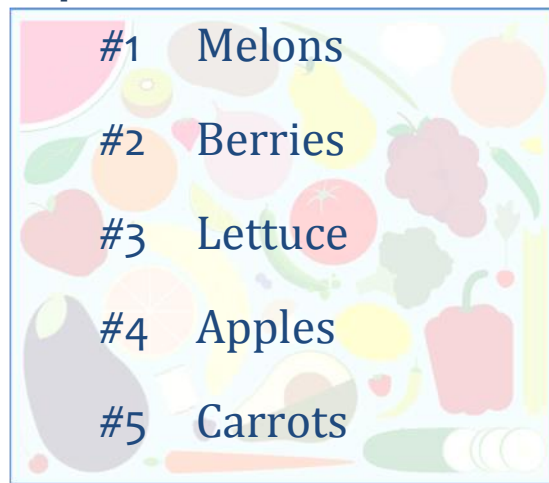 #1 Melons
#2 Berries
#3 Lettuce
#4 Apples
#5 Carrots